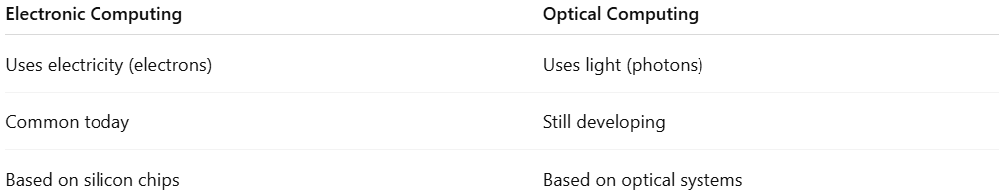 Electronic Computing Optical Computing
Uses electricity (electrons) Uses light (photons)
Common today Still developing
Based on silicon chips Based on optical systems